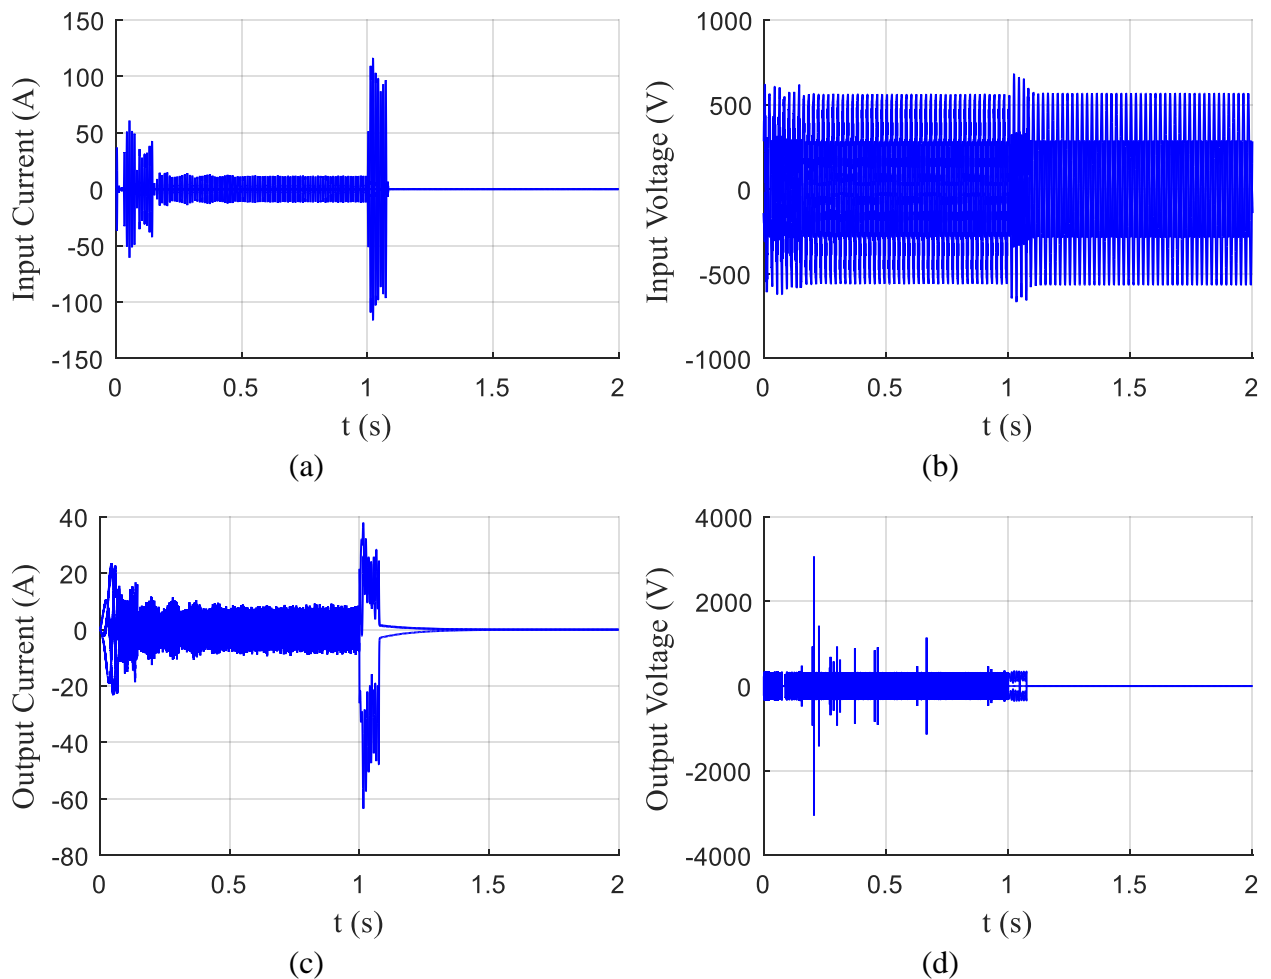 150
100
50
0
-50
-100
-150
Input Current (A)
0 0.5 1 1.5 2
t (s)
(a)
1000
500
0
-500
-1000
Input Voltage (V)
0 0.5 1 1.5 2
t (s)
(b)
40
20
0
-20
-40
-60
-80
Output Current (A)
0 0.5 1 1.5 2
t (s)
(c)
4000
2000
0
-2000
-4000
Output Voltage (V)
0 0.5 1 1.5 2
t (s)
(d)